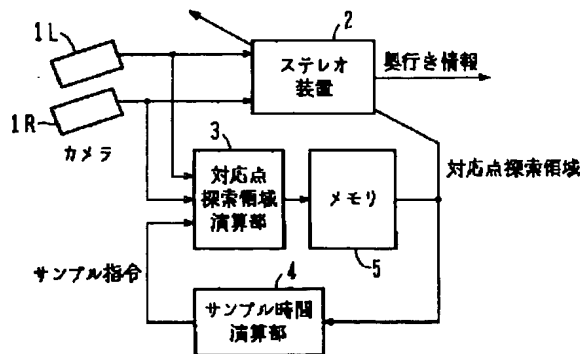 1L
1R
カメラ
2
ステレオ
装置
奥行き情報
3
対応点
探索領域
演算部
メモリ
5
対応点探索領域
サンプル指令
4
サンプル時間
演算部